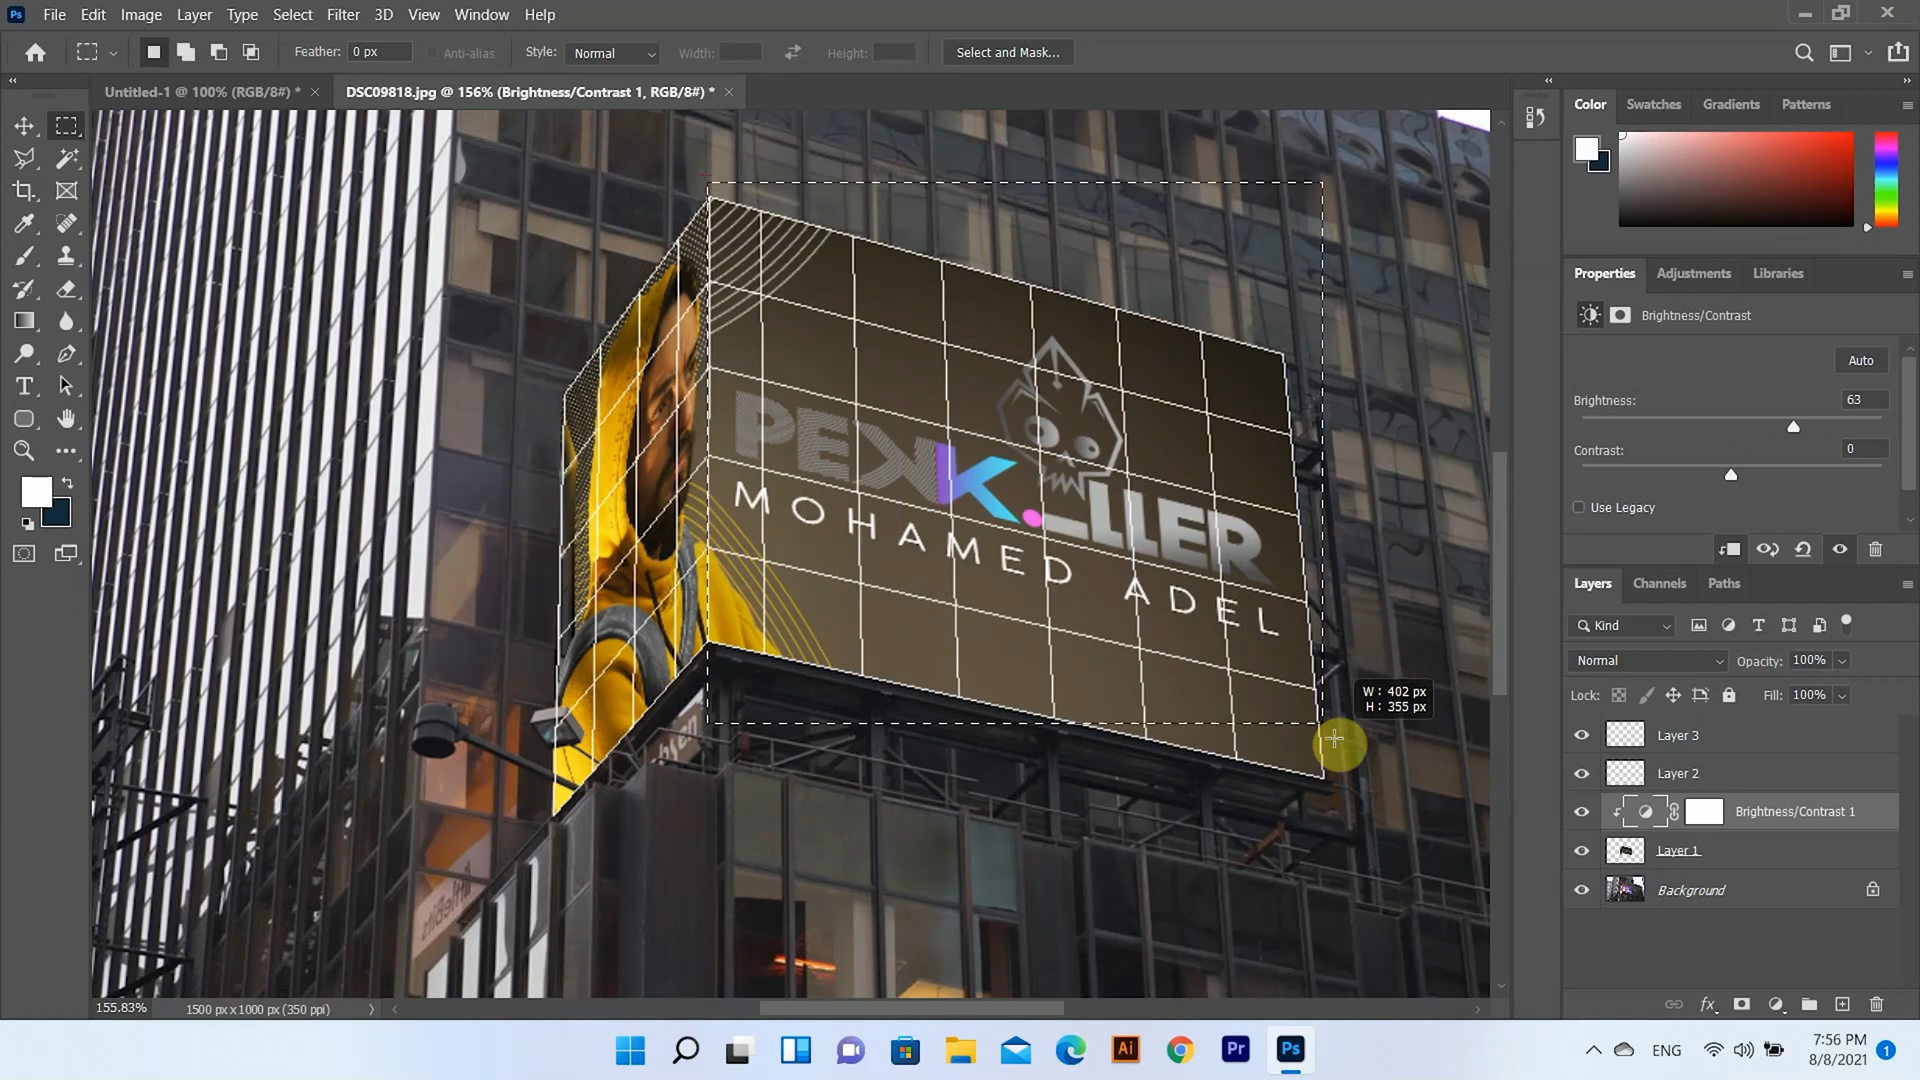 File Edit Image Layer Type Select Filter 3D View Window Help
Feather: 0 px Anti-alias Style: Normal Width: Height: Select and Mask...
Untitled-1 @ 100% (RGB/8#) * DSC09818.jpg @ 156% (Brightness/Contrast 1, RGB/8#) *
Color Swatches Gradients Patterns
Properties Adjustments Libraries
Brightness/Contrast
Auto
Brightness: 63
Contrast: 0
Use Legacy
Layers Channels Paths
Kind
Normal Opacity: 100%
Lock: Fill: 100%
Layer 3
Layer 2
Brightness/Contrast 1
Layer 1
Background
MOHAMED ADEL
W: 402 px
H: 355 px
155.83% 1500 px x 1000 px (350 ppi)
Ai Pr Ps
ENG
7:56 PM
8/8/2021
1